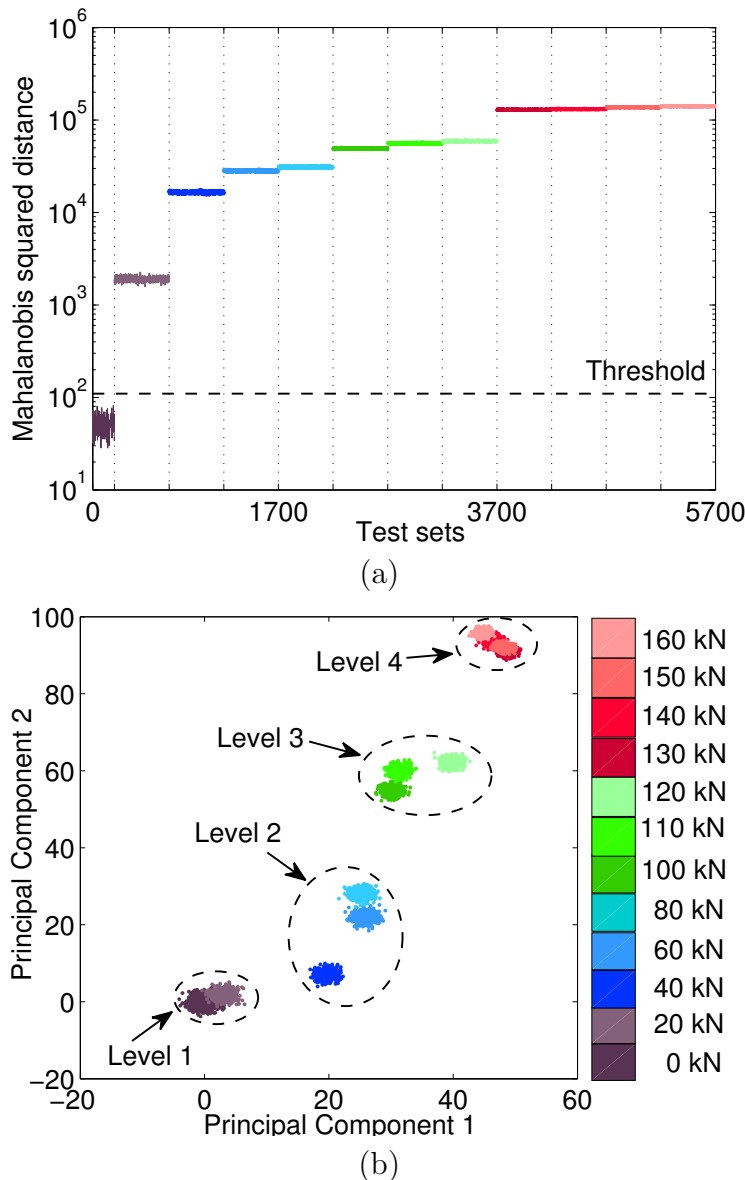 10^6
10^5
10^4
10^3
10^2
10^1
Mahalanobis squared distance
Threshold
0 1700 3700 5700
Test sets
(a)
100
80
60
40
20
0
−20
Principal Component 2
Level 4
Level 3
Level 2
Level 1
−20 0 20 40 60
Principal Component 1
160 kN
150 kN
140 kN
130 kN
120 kN
110 kN
100 kN
80 kN
60 kN
40 kN
20 kN
0 kN
(b)